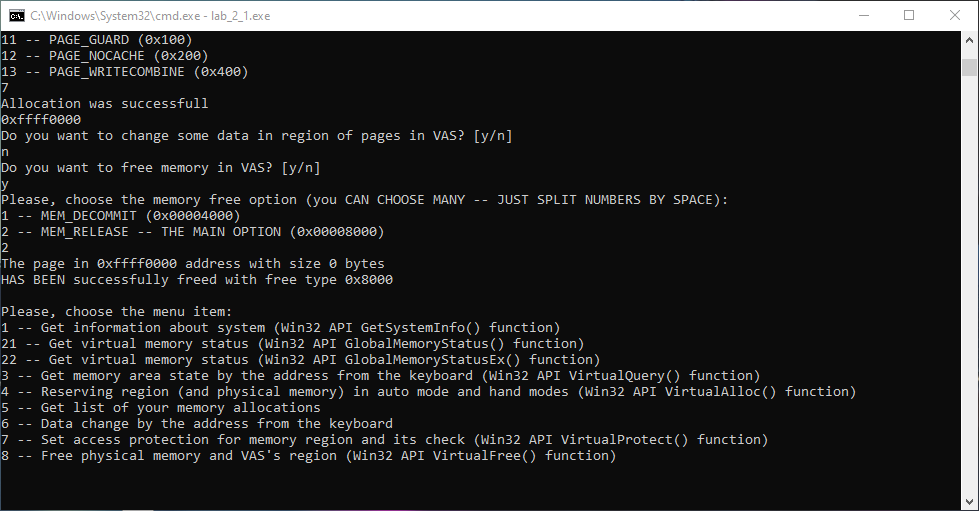 C:\Windows\System32\cmd.exe - lab_2_1.exe
11 -- PAGE_GUARD (0x100)
12 -- PAGE_NOCACHE (0x200)
13 -- PAGE_WRITECOMBINE (0x400)
7
Allocation was successfull
0xffff0000
Do you want to change some data in region of pages in VAS? [y/n]
n
Do you want to free memory in VAS? [y/n]
y
Please, choose the memory free option (you CAN CHOOSE MANY -- JUST SPLIT NUMBERS BY SPACE):
1 -- MEM_DECOMMIT (0x00004000)
2 -- MEM_RELEASE -- THE MAIN OPTION (0x00008000)
2
The page in 0xffff0000 address with size 0 bytes
HAS BEEN successfully freed with free type 0x8000
Please, choose the menu item:
1 -- Get information about system (Win32 API GetSystemInfo() function)
21 -- Get virtual memory status (Win32 API GlobalMemoryStatus() function)
22 -- Get virtual memory status (Win32 API GlobalMemoryStatusEx() function)
3 -- Get memory area state by the address from the keyboard (Win32 API VirtualQuery() function)
4 -- Reserving region (and physical memory) in auto mode and hand modes (Win32 API VirtualAlloc() function)
5 -- Get list of your memory allocations
6 -- Data change by the address from the keyboard
7 -- Set access protection for memory region and its check (Win32 API VirtualProtect() function)
8 -- Free physical memory and VAS's region (Win32 API VirtualFree() function)